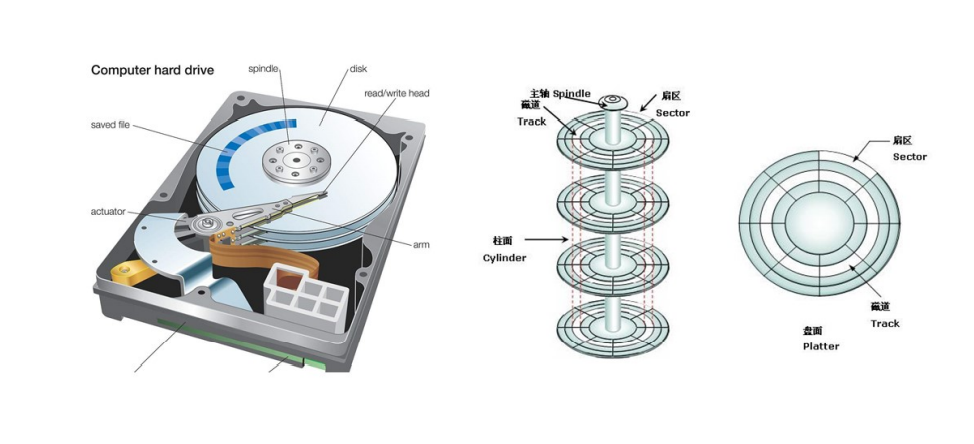 Computer hard drive
spindle
disk
read/write head
saved file
actuator
arm
主轴 Spindle
磁道
Track
扇区
Sector
柱面
Cylinder
扇区
Sector
磁道
Track
盘面
Platter